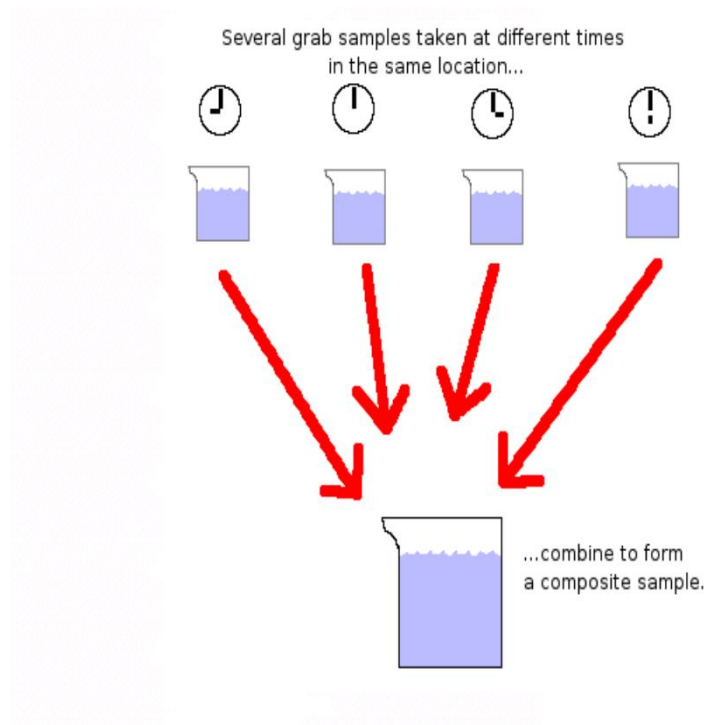 Several grab samples taken at different times
in the same location...
...combine to form
a composite sample.